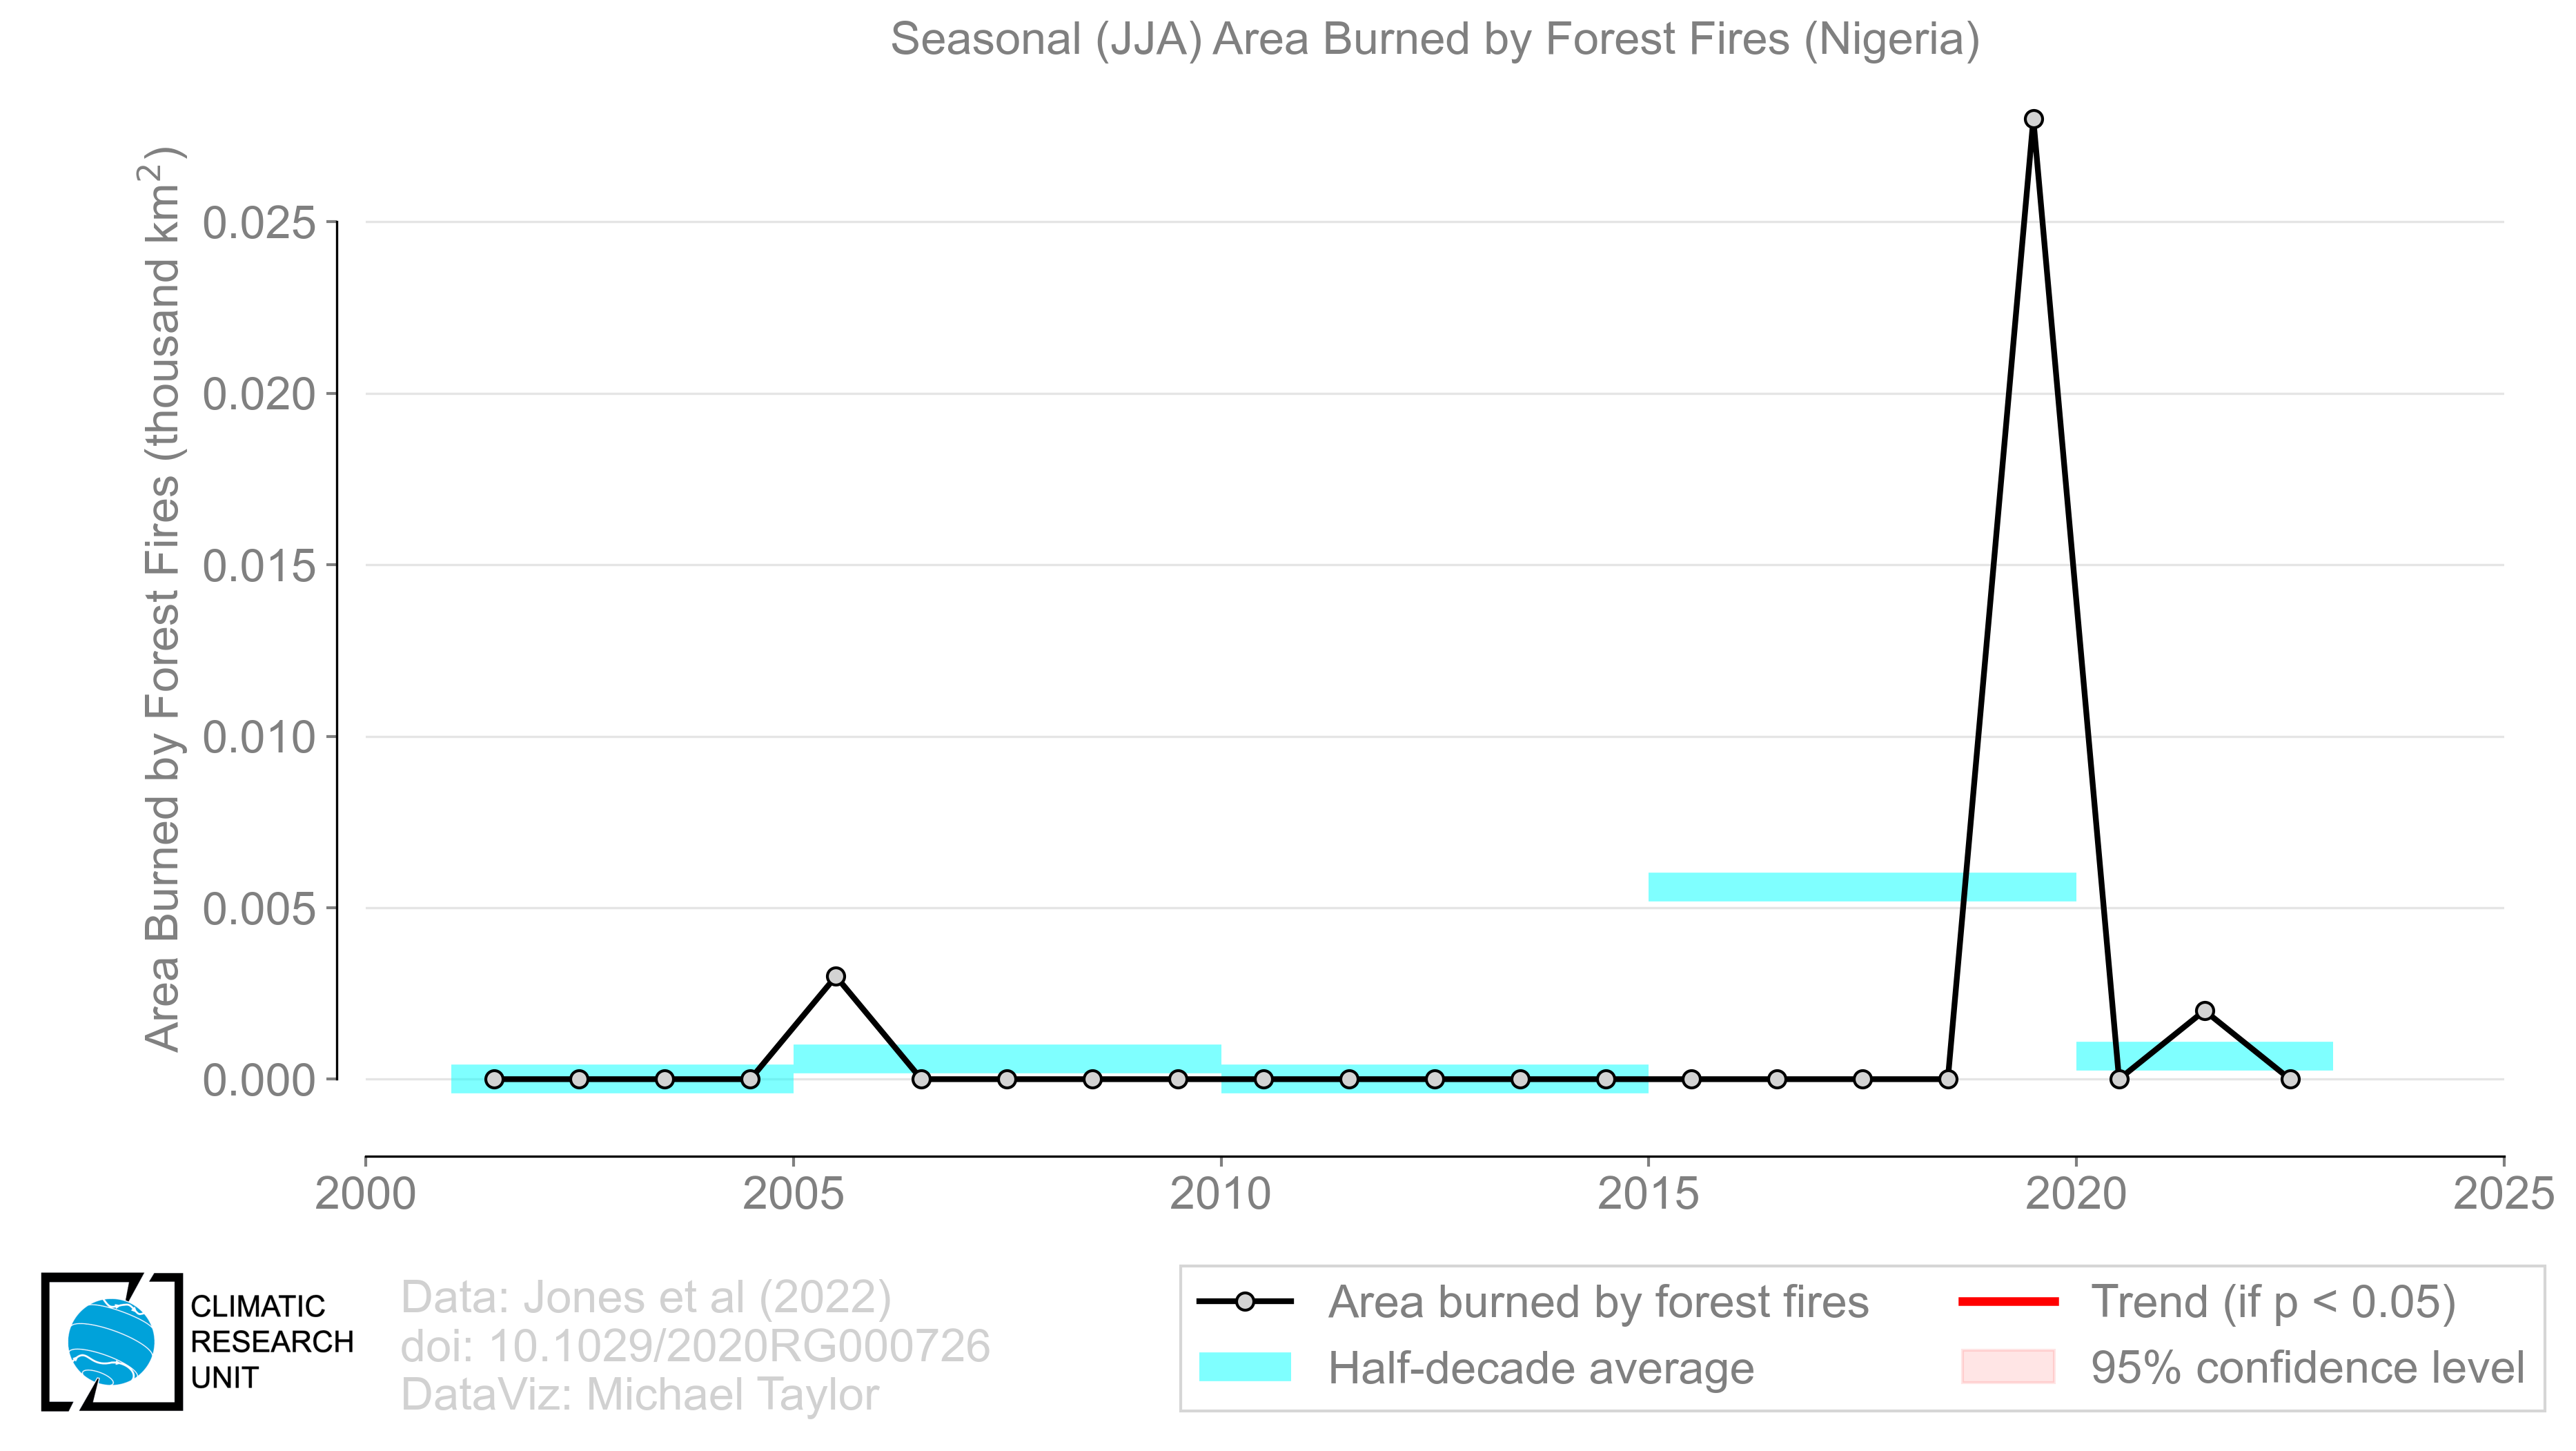 Seasonal (JJA) Area Burned by Forest Fires (Nigeria)
Area Burned by Forest Fires (thousand km²)
0.025
0.020
0.015
0.010
0.005
0.000
2000
2005
2010
2015
2020
2025
CLIMATIC
RESEARCH
UNIT
Data: Jones et al (2022)
doi: 10.1029/2020RG000726
DataViz: Michael Taylor
Area burned by forest fires
Half-decade average
Trend (if p < 0.05)
95% confidence level